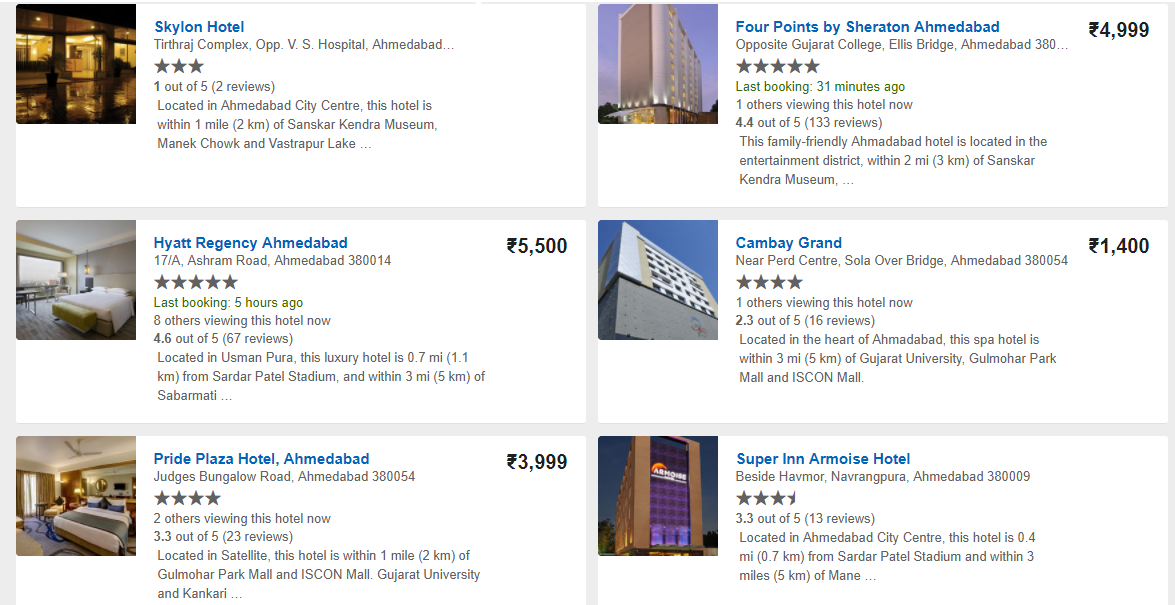 Skylon Hotel
Tirthraj Complex, Opp. V. S. Hospital, Ahmedabad…
1 out of 5 (2 reviews)
Located in Ahmedabad City Centre, this hotel is
within 1 mile (2 km) of Sanskar Kendra Museum,
Manek Chowk and Vastrapur Lake …
Four Points by Sheraton Ahmedabad
₹4,999
Opposite Gujarat College, Ellis Bridge, Ahmedabad 380…
Last booking: 31 minutes ago
1 others viewing this hotel now
4.4 out of 5 (133 reviews)
This family-friendly Ahmadabad hotel is located in the
entertainment district, within 2 mi (3 km) of Sanskar
Kendra Museum, …
Hyatt Regency Ahmedabad
₹5,500
17/A, Ashram Road, Ahmedabad 380014
Last booking: 5 hours ago
8 others viewing this hotel now
4.6 out of 5 (67 reviews)
Located in Usman Pura, this luxury hotel is 0.7 mi (1.1
km) from Sardar Patel Stadium, and within 3 mi (5 km) of
Sabarmati …
Cambay Grand
₹1,400
Near Perd Centre, Sola Over Bridge, Ahmedabad 380054
1 others viewing this hotel now
2.3 out of 5 (16 reviews)
Located in the heart of Ahmadabad, this spa hotel is
within 3 mi (5 km) of Gujarat University, Gulmohar Park
Mall and ISCON Mall.
Pride Plaza Hotel, Ahmedabad
₹3,999
Judges Bungalow Road, Ahmedabad 380054
2 others viewing this hotel now
3.3 out of 5 (23 reviews)
Located in Satellite, this hotel is within 1 mile (2 km) of
Gulmohar Park Mall and ISCON Mall. Gujarat University
and Kankari …
ARMOISE
Super Inn Armoise Hotel
Beside Havmor, Navrangpura, Ahmedabad 380009
3.3 out of 5 (13 reviews)
Located in Ahmedabad City Centre, this hotel is 0.4
mi (0.7 km) from Sardar Patel Stadium and within 3
miles (5 km) of Mane …